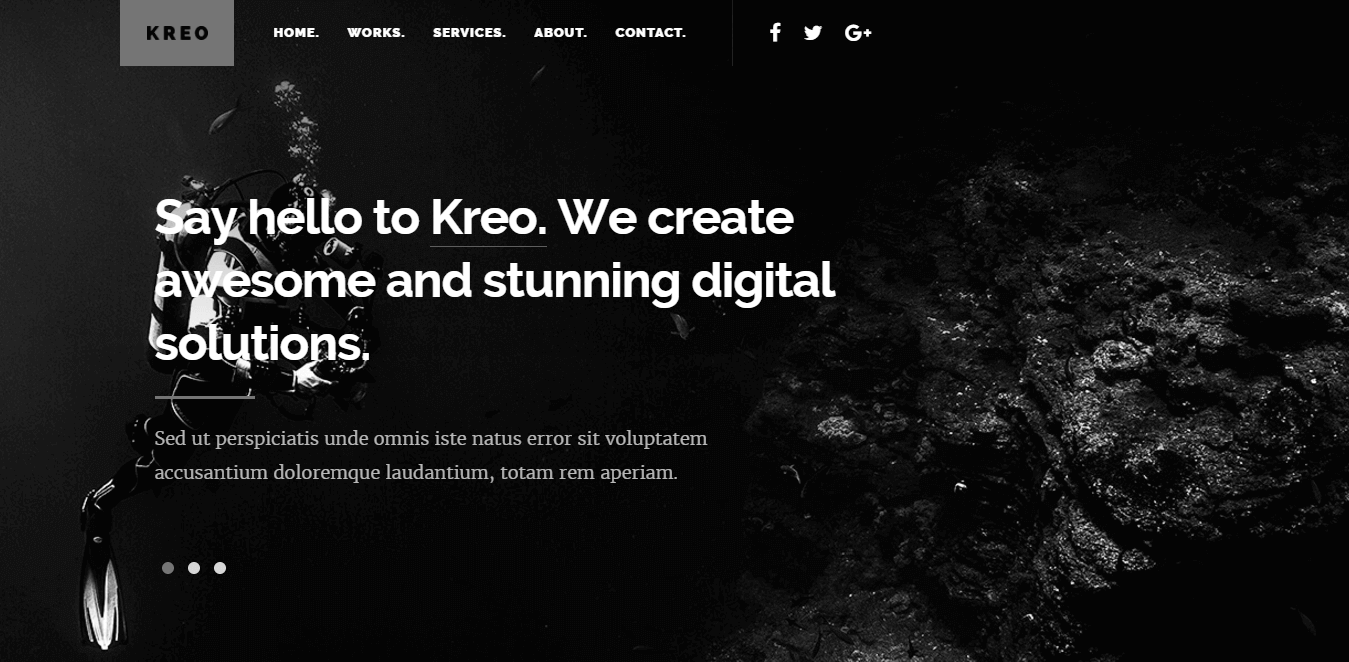 KREO
HOME. WORKS. SERVICES. ABOUT. CONTACT.
Say hello to Kreo. We create
awesome and stunning digital
solutions.
Sed ut perspiciatis unde omnis iste natus error sit voluptatem
accusantium doloremque laudantium, totam rem aperiam.